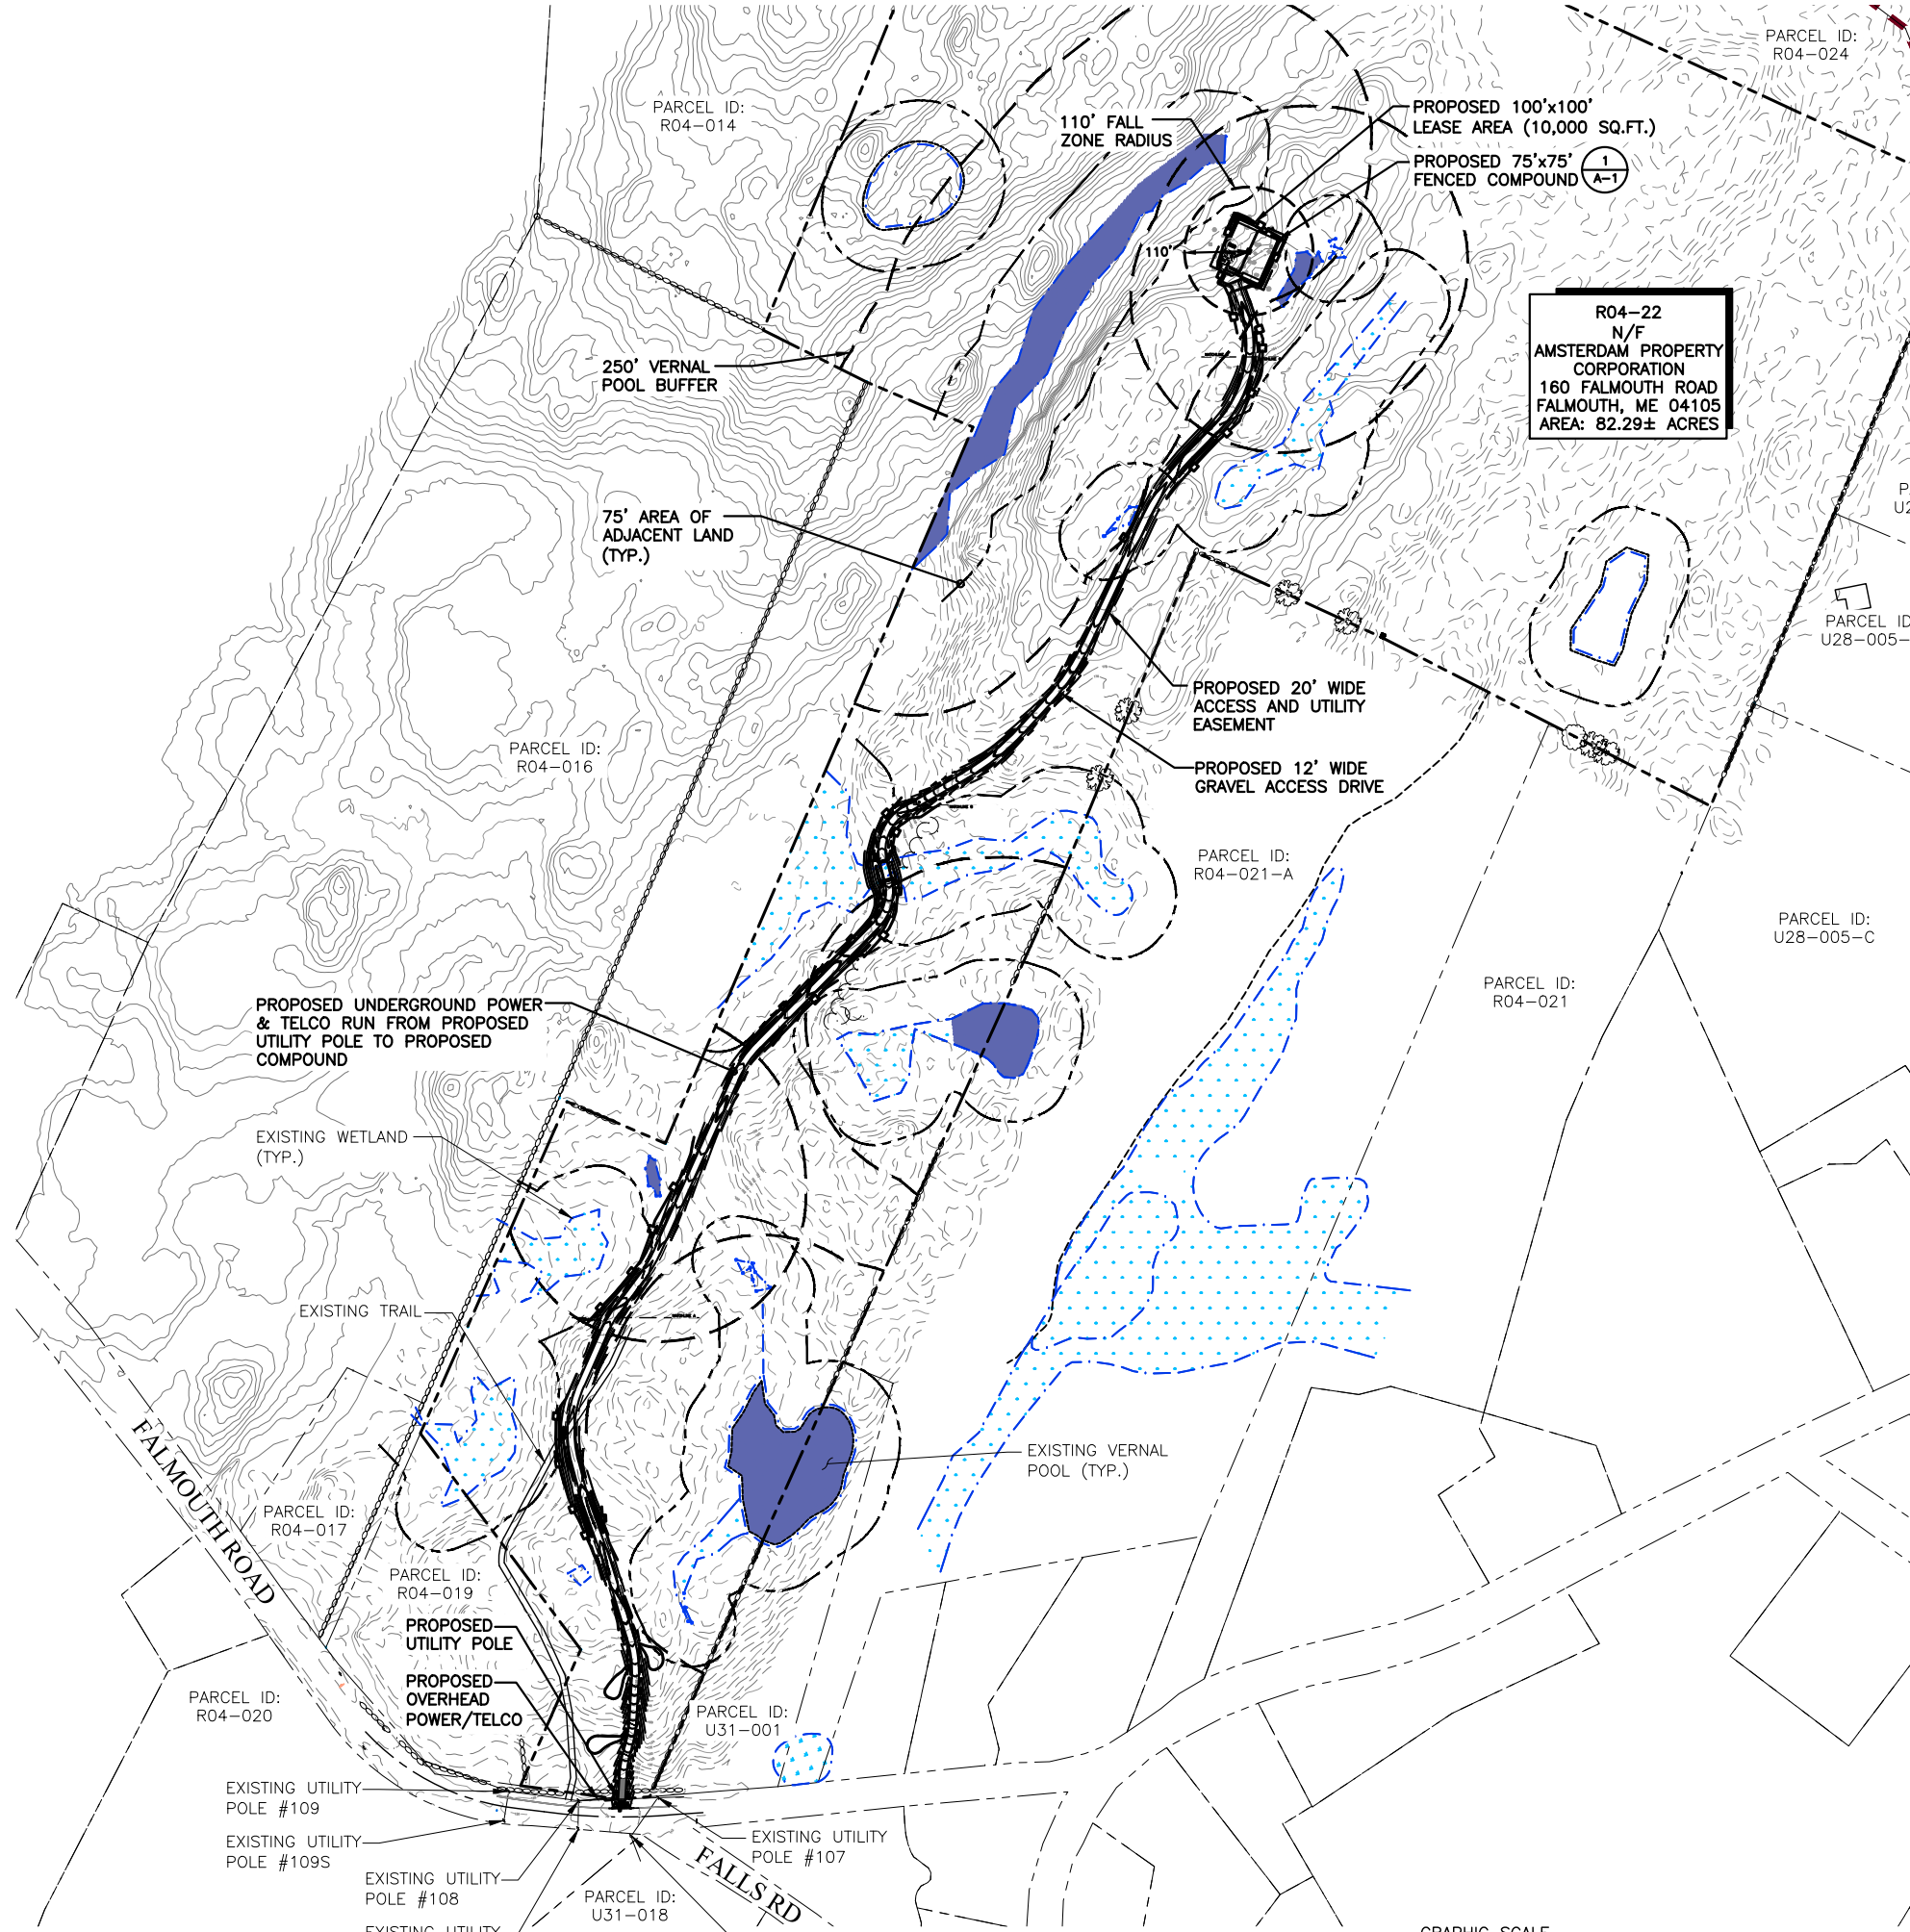 PARCEL ID:
R04-024
PARCEL ID:
R04-014
110' FALL
ZONE RADIUS
PROPOSED 100'x100'
LEASE AREA (10,000 SQ.FT.)
PROPOSED 75'x75'
FENCED COMPOUND
1
A-1
110'
R04-22
N/F
AMSTERDAM PROPERTY
CORPORATION
160 FALMOUTH ROAD
FALMOUTH, ME 04105
AREA: 82.29± ACRES
250' VERNAL
POOL BUFFER
75' AREA OF
ADJACENT LAND
(TYP.)
PARCEL ID
U28-005-
PROPOSED 20' WIDE
ACCESS AND UTILITY
EASEMENT
PARCEL ID:
R04-016
PROPOSED 12' WIDE
GRAVEL ACCESS DRIVE
PARCEL ID:
R04-021-A
PARCEL ID:
U28-005-C
PARCEL ID:
R04-021
PROPOSED UNDERGROUND POWER
& TELCO RUN FROM PROPOSED
UTILITY POLE TO PROPOSED
COMPOUND
EXISTING WETLAND
(TYP.)
EXISTING TRAIL
FALMOUTH ROAD
EXISTING VERNAL
POOL (TYP.)
PARCEL ID:
R04-017
PARCEL ID:
R04-019
PROPOSED
UTILITY POLE
PROPOSED
OVERHEAD
POWER/TELCO
PARCEL ID:
R04-020
PARCEL ID:
U31-001
EXISTING UTILITY
POLE #109
EXISTING UTILITY
POLE #109S
EXISTING UTILITY
POLE #107
EXISTING UTILITY
POLE #108
FALLS RD
PARCEL ID:
U31-018
EXISTING UTILITY
GRAPHIC SCALE